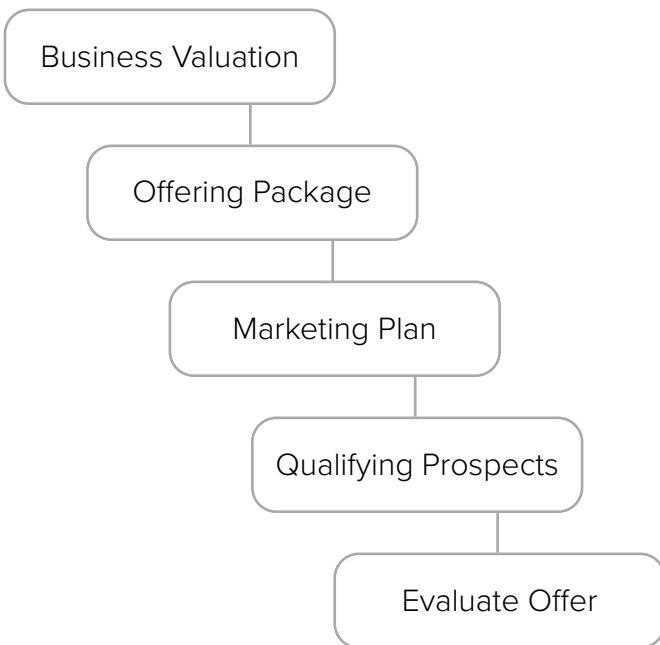 Business Valuation
Offering Package
Marketing Plan
Qualifying Prospects
Evaluate Offer